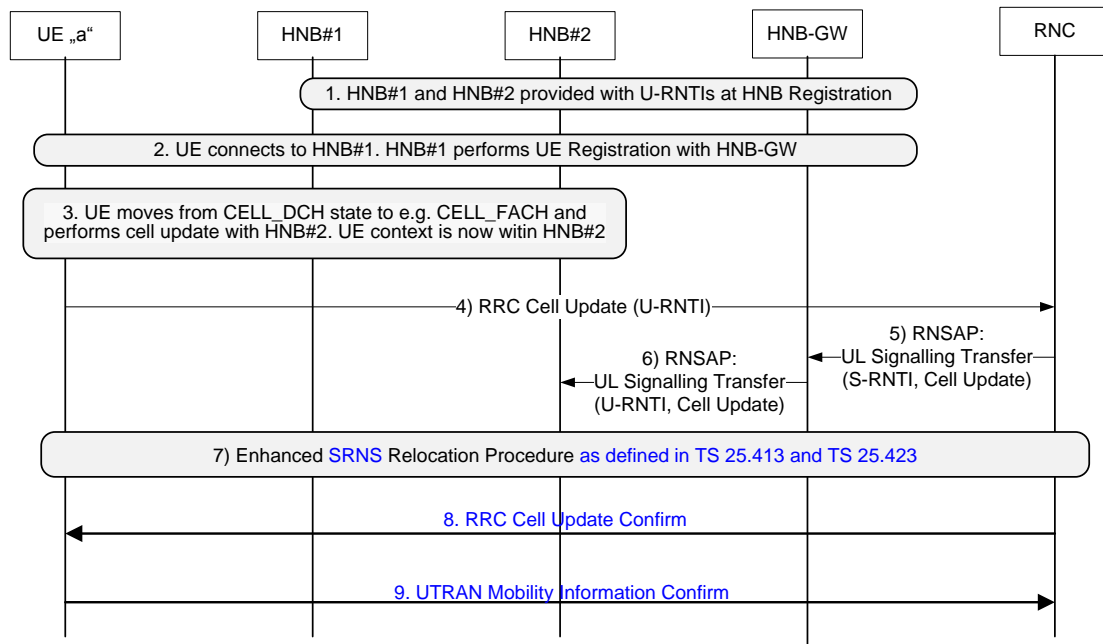 UE „a“
HNB#1
HNB#2
HNB-GW
RNC
1. HNB#1 and HNB#2 provided with U-RNTIs at HNB Registration
2. UE connects to HNB#1. HNB#1 performs UE Registration with HNB-GW
3. UE moves from CELL_DCH state to e.g. CELL_FACH and
performs cell update with HNB#2. UE context is now witin HNB#2
4) RRC Cell Update (U-RNTI)
5) RNSAP:
UL Signalling Transfer
(S-RNTI, Cell Update)
6) RNSAP:
UL Signalling Transfer
(U-RNTI, Cell Update)
7) Enhanced SRNS Relocation Procedure as defined in TS 25.413 and TS 25.423
8. RRC Cell Update Confirm
9. UTRAN Mobility Information Confirm